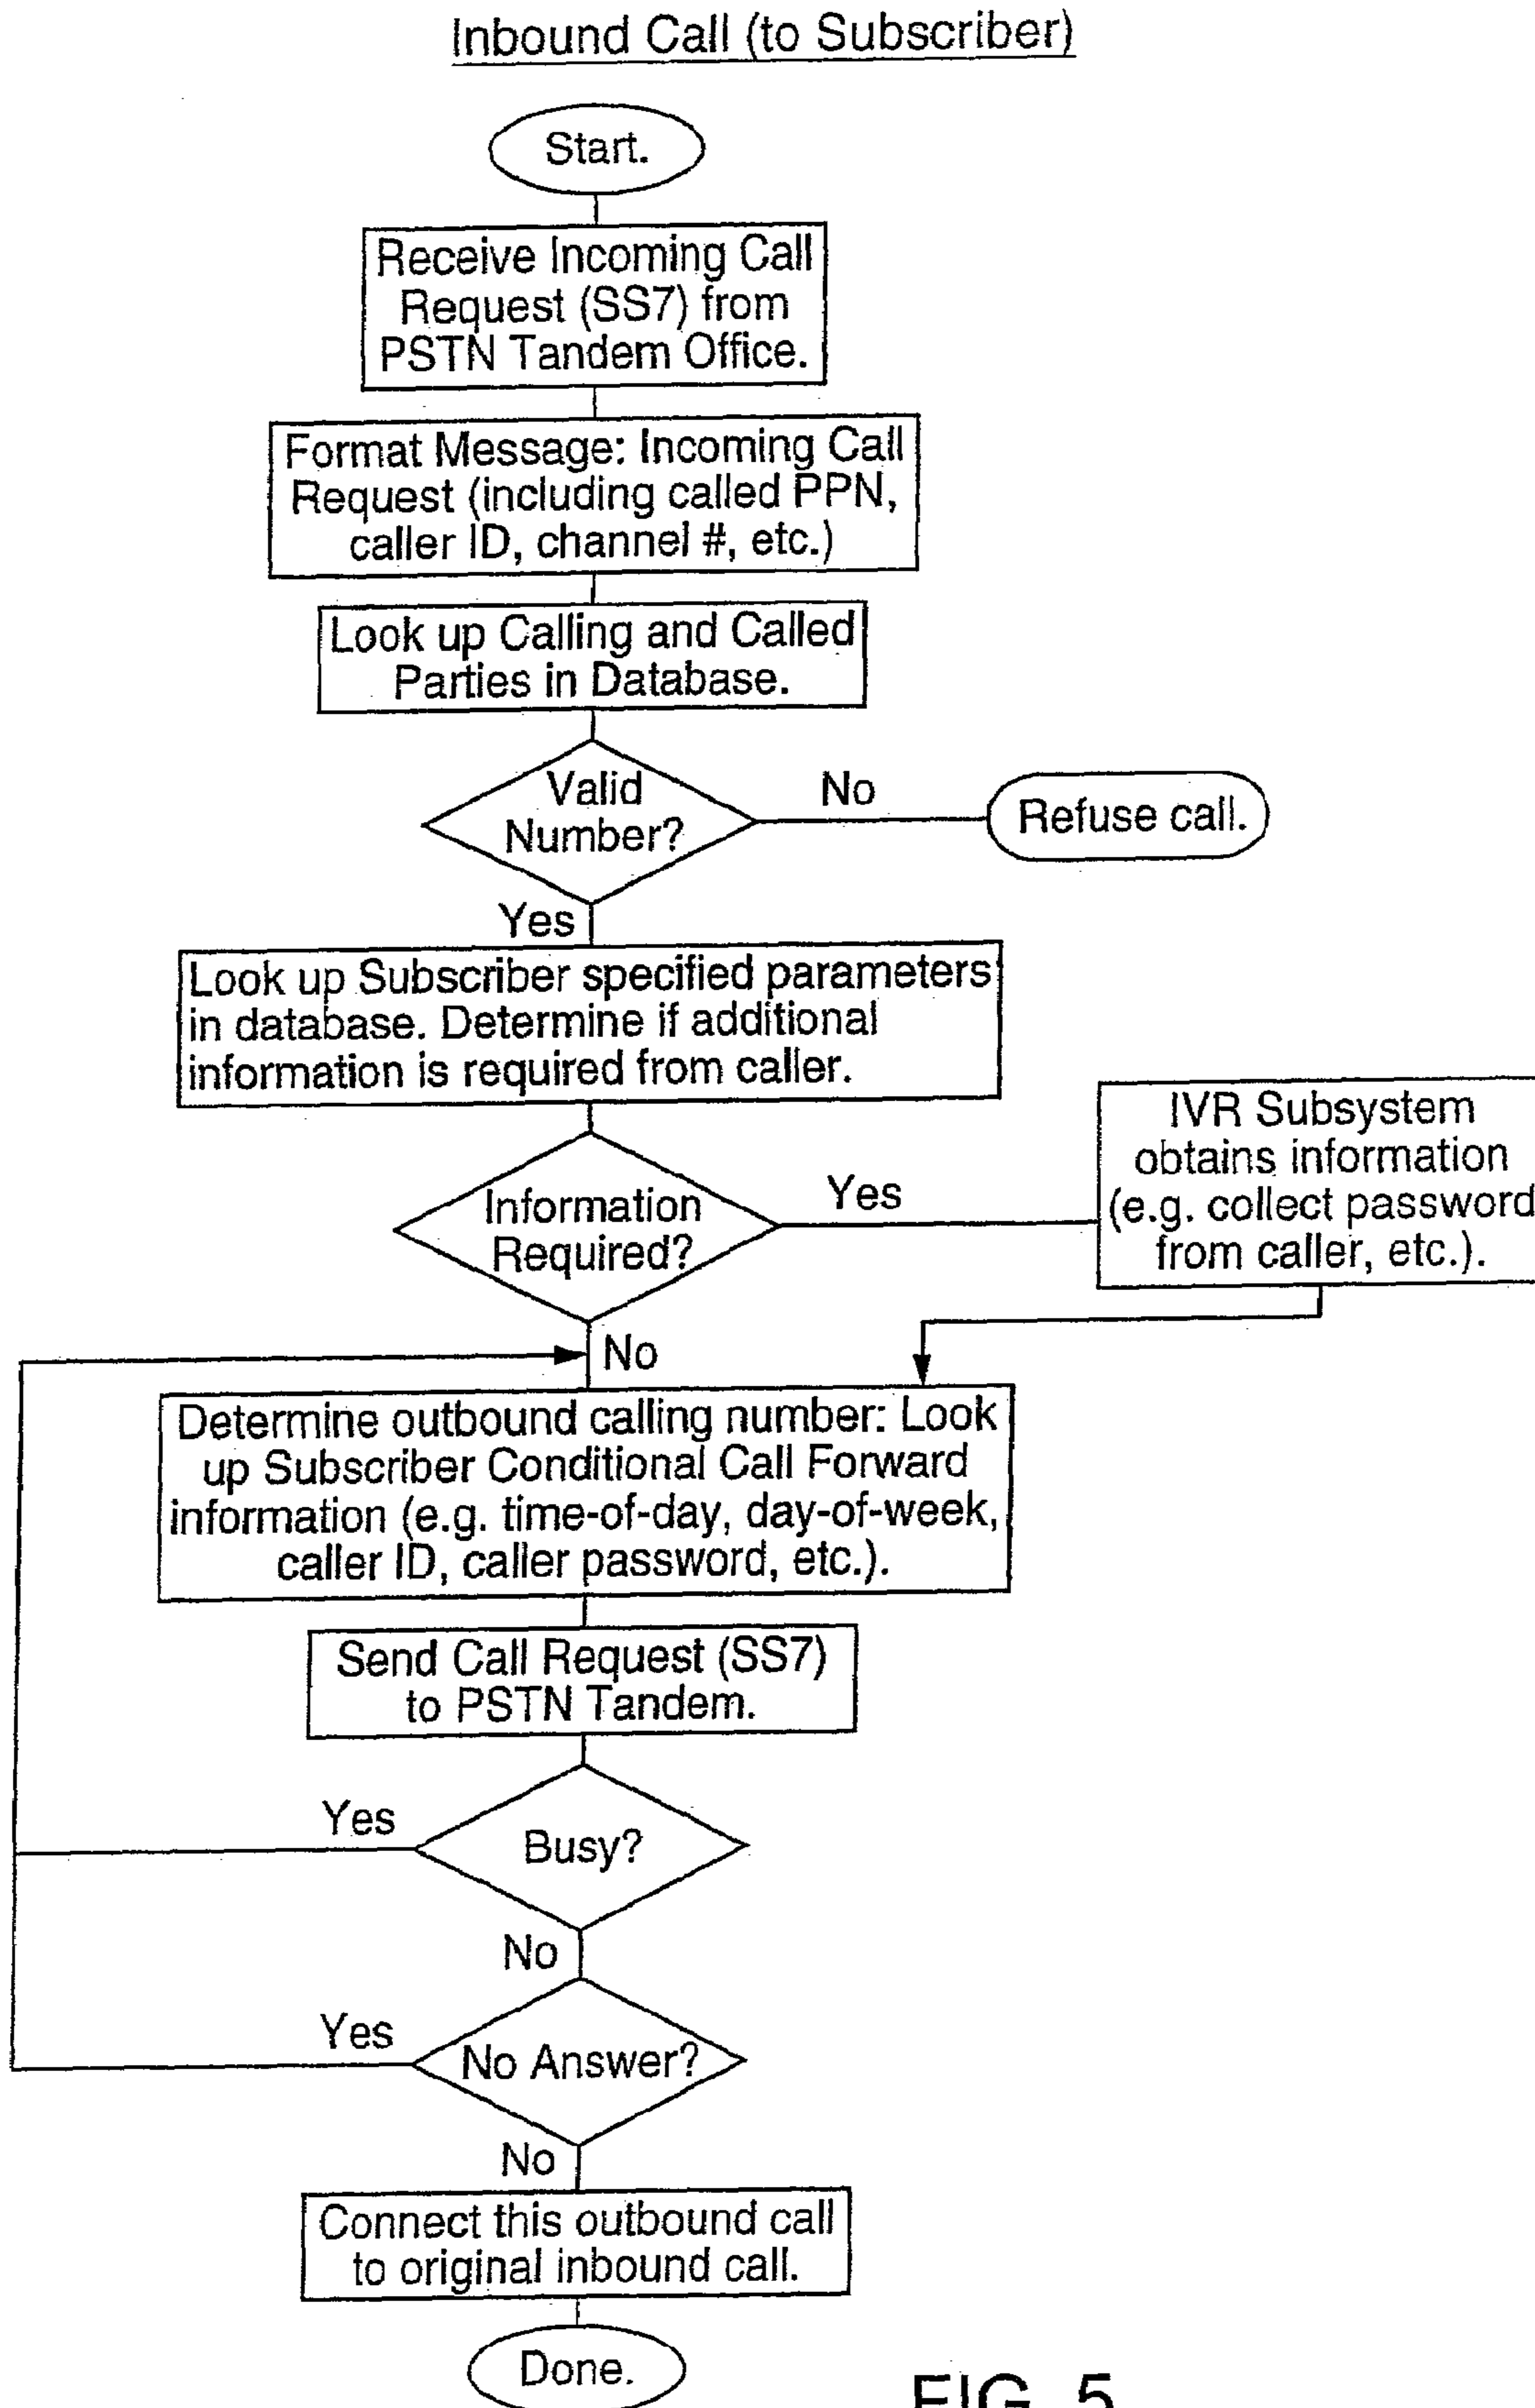 Inbound Call (to Subscriber)
Start.
Receive Incoming Call
Request (SS7) from
PSTN Tandem Office.
Format Message: Incoming Call
Request (including called PPN,
caller ID, channel #, etc.)
Look up Calling and Called
Parties in Database.
Valid
Number?
No
Refuse call.
Yes
Look up Subscriber specified parameters
in database. Determine if additional
information is required from caller.
Information
Required?
Yes
IVR Subsystem
obtains information
(e.g. collect password
from caller, etc.).
No
Determine outbound calling number: Look
up Subscriber Conditional Call Forward
information (e.g. time-of-day, day-of-week,
caller ID, caller password, etc.).
Send Call Request (SS7)
to PSTN Tandem.
Yes
Busy?
No
Yes
No Answer?
No
Connect this outbound call
to original inbound call.
Done.
FIG. 5